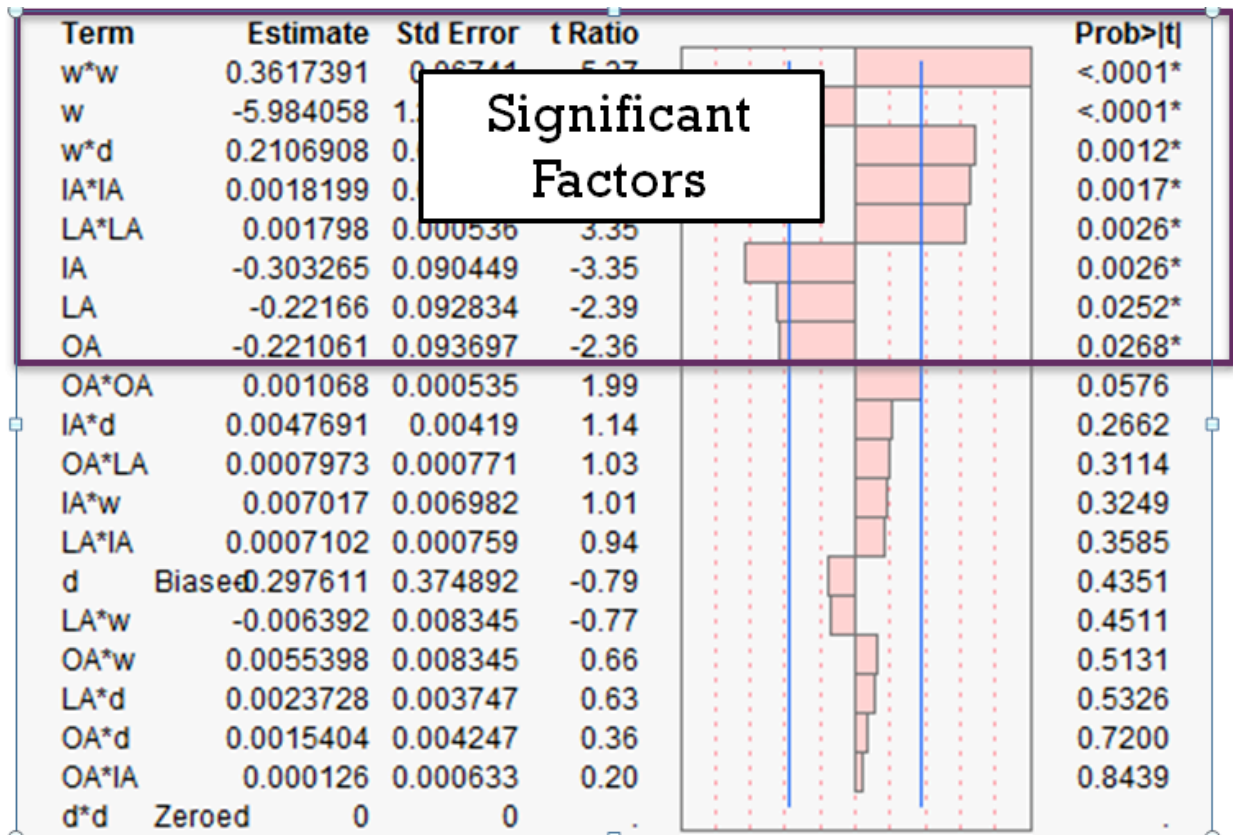 Term Estimate Std Error t Ratio Prob>|t|
w*w 0.3617391 <.0001*
w -5.984058 <.0001*
w*d 0.2106908 0.0012*
IA*IA 0.0018199 0.0017*
LA*LA 0.001798 0.000536 3.35 0.0026*
IA -0.303265 0.090449 -3.35 0.0026*
LA -0.22166 0.092834 -2.39 0.0252*
OA -0.221061 0.093697 -2.36 0.0268*
Significant
Factors
OA*OA 0.001068 0.000535 1.99 0.0576
IA*d 0.0047691 0.00419 1.14 0.2662
OA*LA 0.0007973 0.000771 1.03 0.3114
IA*w 0.007017 0.006982 1.01 0.3249
LA*IA 0.0007102 0.000759 0.94 0.3585
d Biased 0.297611 0.374892 -0.79 0.4351
LA*w -0.006392 0.008345 -0.77 0.4511
OA*w 0.0055398 0.008345 0.66 0.5131
LA*d 0.0023728 0.003747 0.63 0.5326
OA*d 0.0015404 0.004247 0.36 0.7200
OA*IA 0.000126 0.000633 0.20 0.8439
d*d Zeroed 0 0 . .